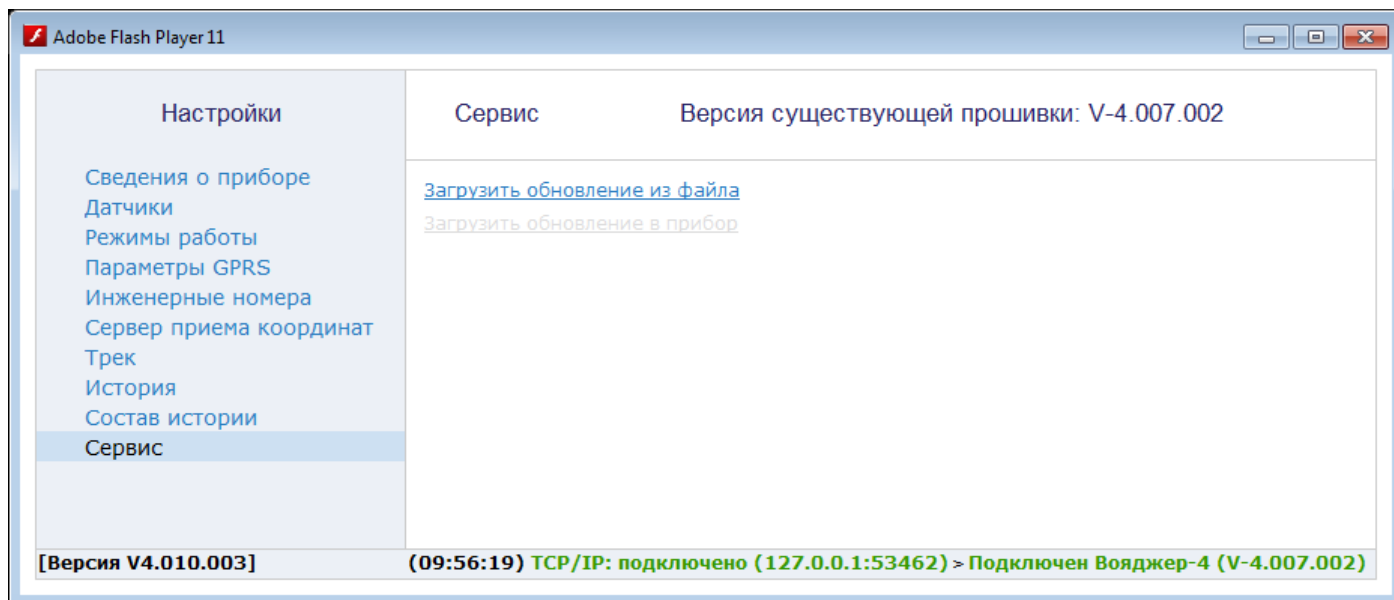 Adobe Flash Player 11
Настройки
Сведения о приборе
Датчики
Режимы работы
Параметры GPRS
Инженерные номера
Сервер приема координат
Трек
История
Состав истории
Сервис
Сервис Версия существующей прошивки: V-4.007.002
Загрузить обновление из файла
Загрузить обновление в прибор
[Версия V4.010.003] (09:56:19) TCP/IP: подключено (127.0.0.1:53462) > Подключен Вояджер-4 (V-4.007.002)